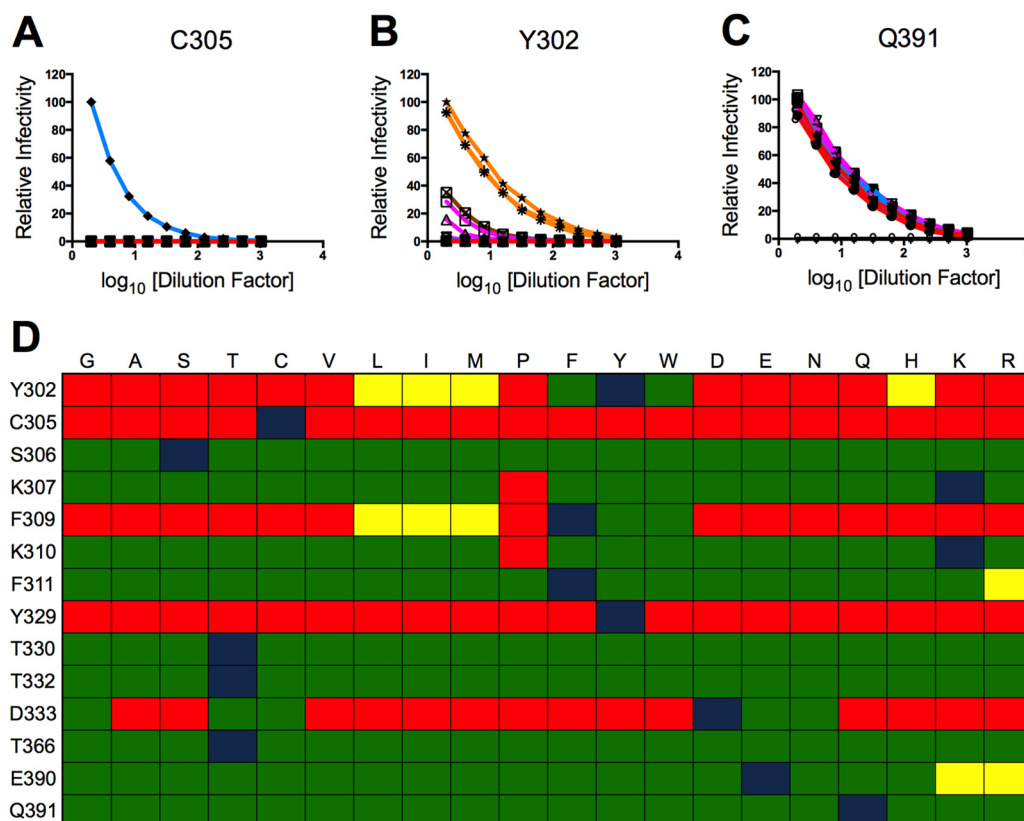 A
C305
Relative Infectivity
120
100
80
60
40
20
0
0 1 2 3 4
log10 [Dilution Factor]
B
Y302
Relative Infectivity
120
100
80
60
40
20
0
0 1 2 3 4
log10 [Dilution Factor]
C
Q391
Relative Infectivity
120
100
80
60
40
20
0
0 1 2 3
log10 [Dilution Factor]
D
G A S T C V L I M P F Y W D E N Q H K R
Y302
C305
S306
K307
F309
K310
F311
Y329
T330
T332
D333
T366
E390
Q391